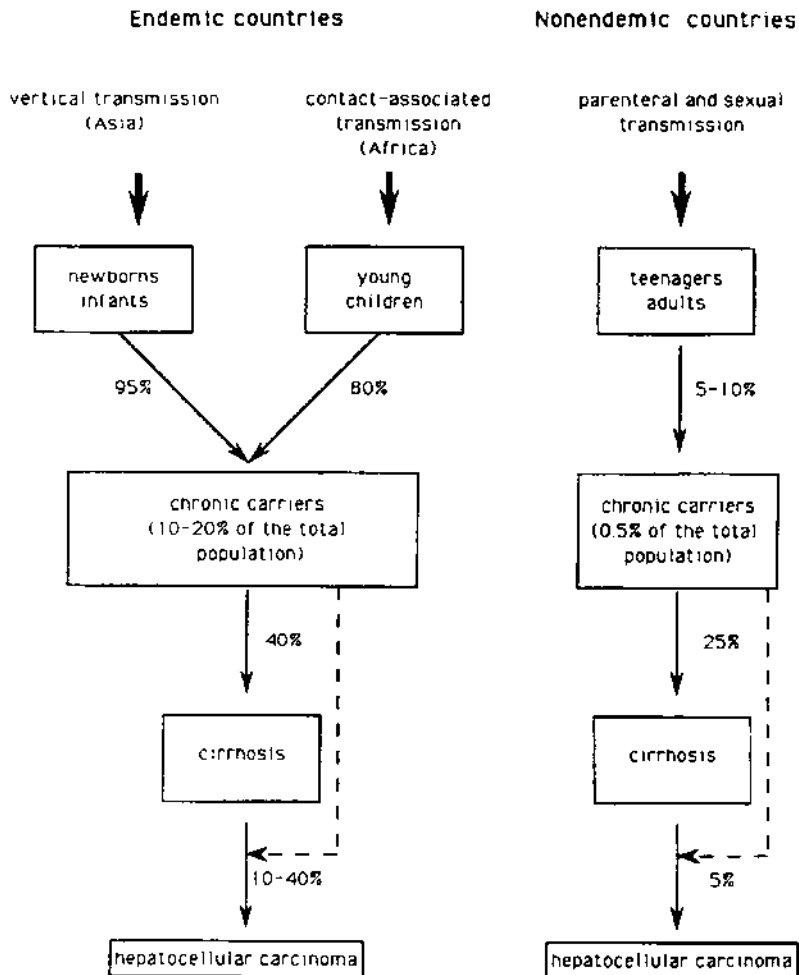 Endemic countries
vertical transmission
(Asia)
contact-associated
transmission
(Africa)
newborns
infants
young
children
95%
80%
chronic carriers
(10-20% of the total
population)
40%
cirrhosis
10-40%
hepatocellular carcinoma
Nonendemic countries
parenteral and sexual
transmission
teenagers
adults
5-10%
chronic carriers
(0.5% of the total
population)
25%
cirrhosis
5%
hepatocellular carcinoma